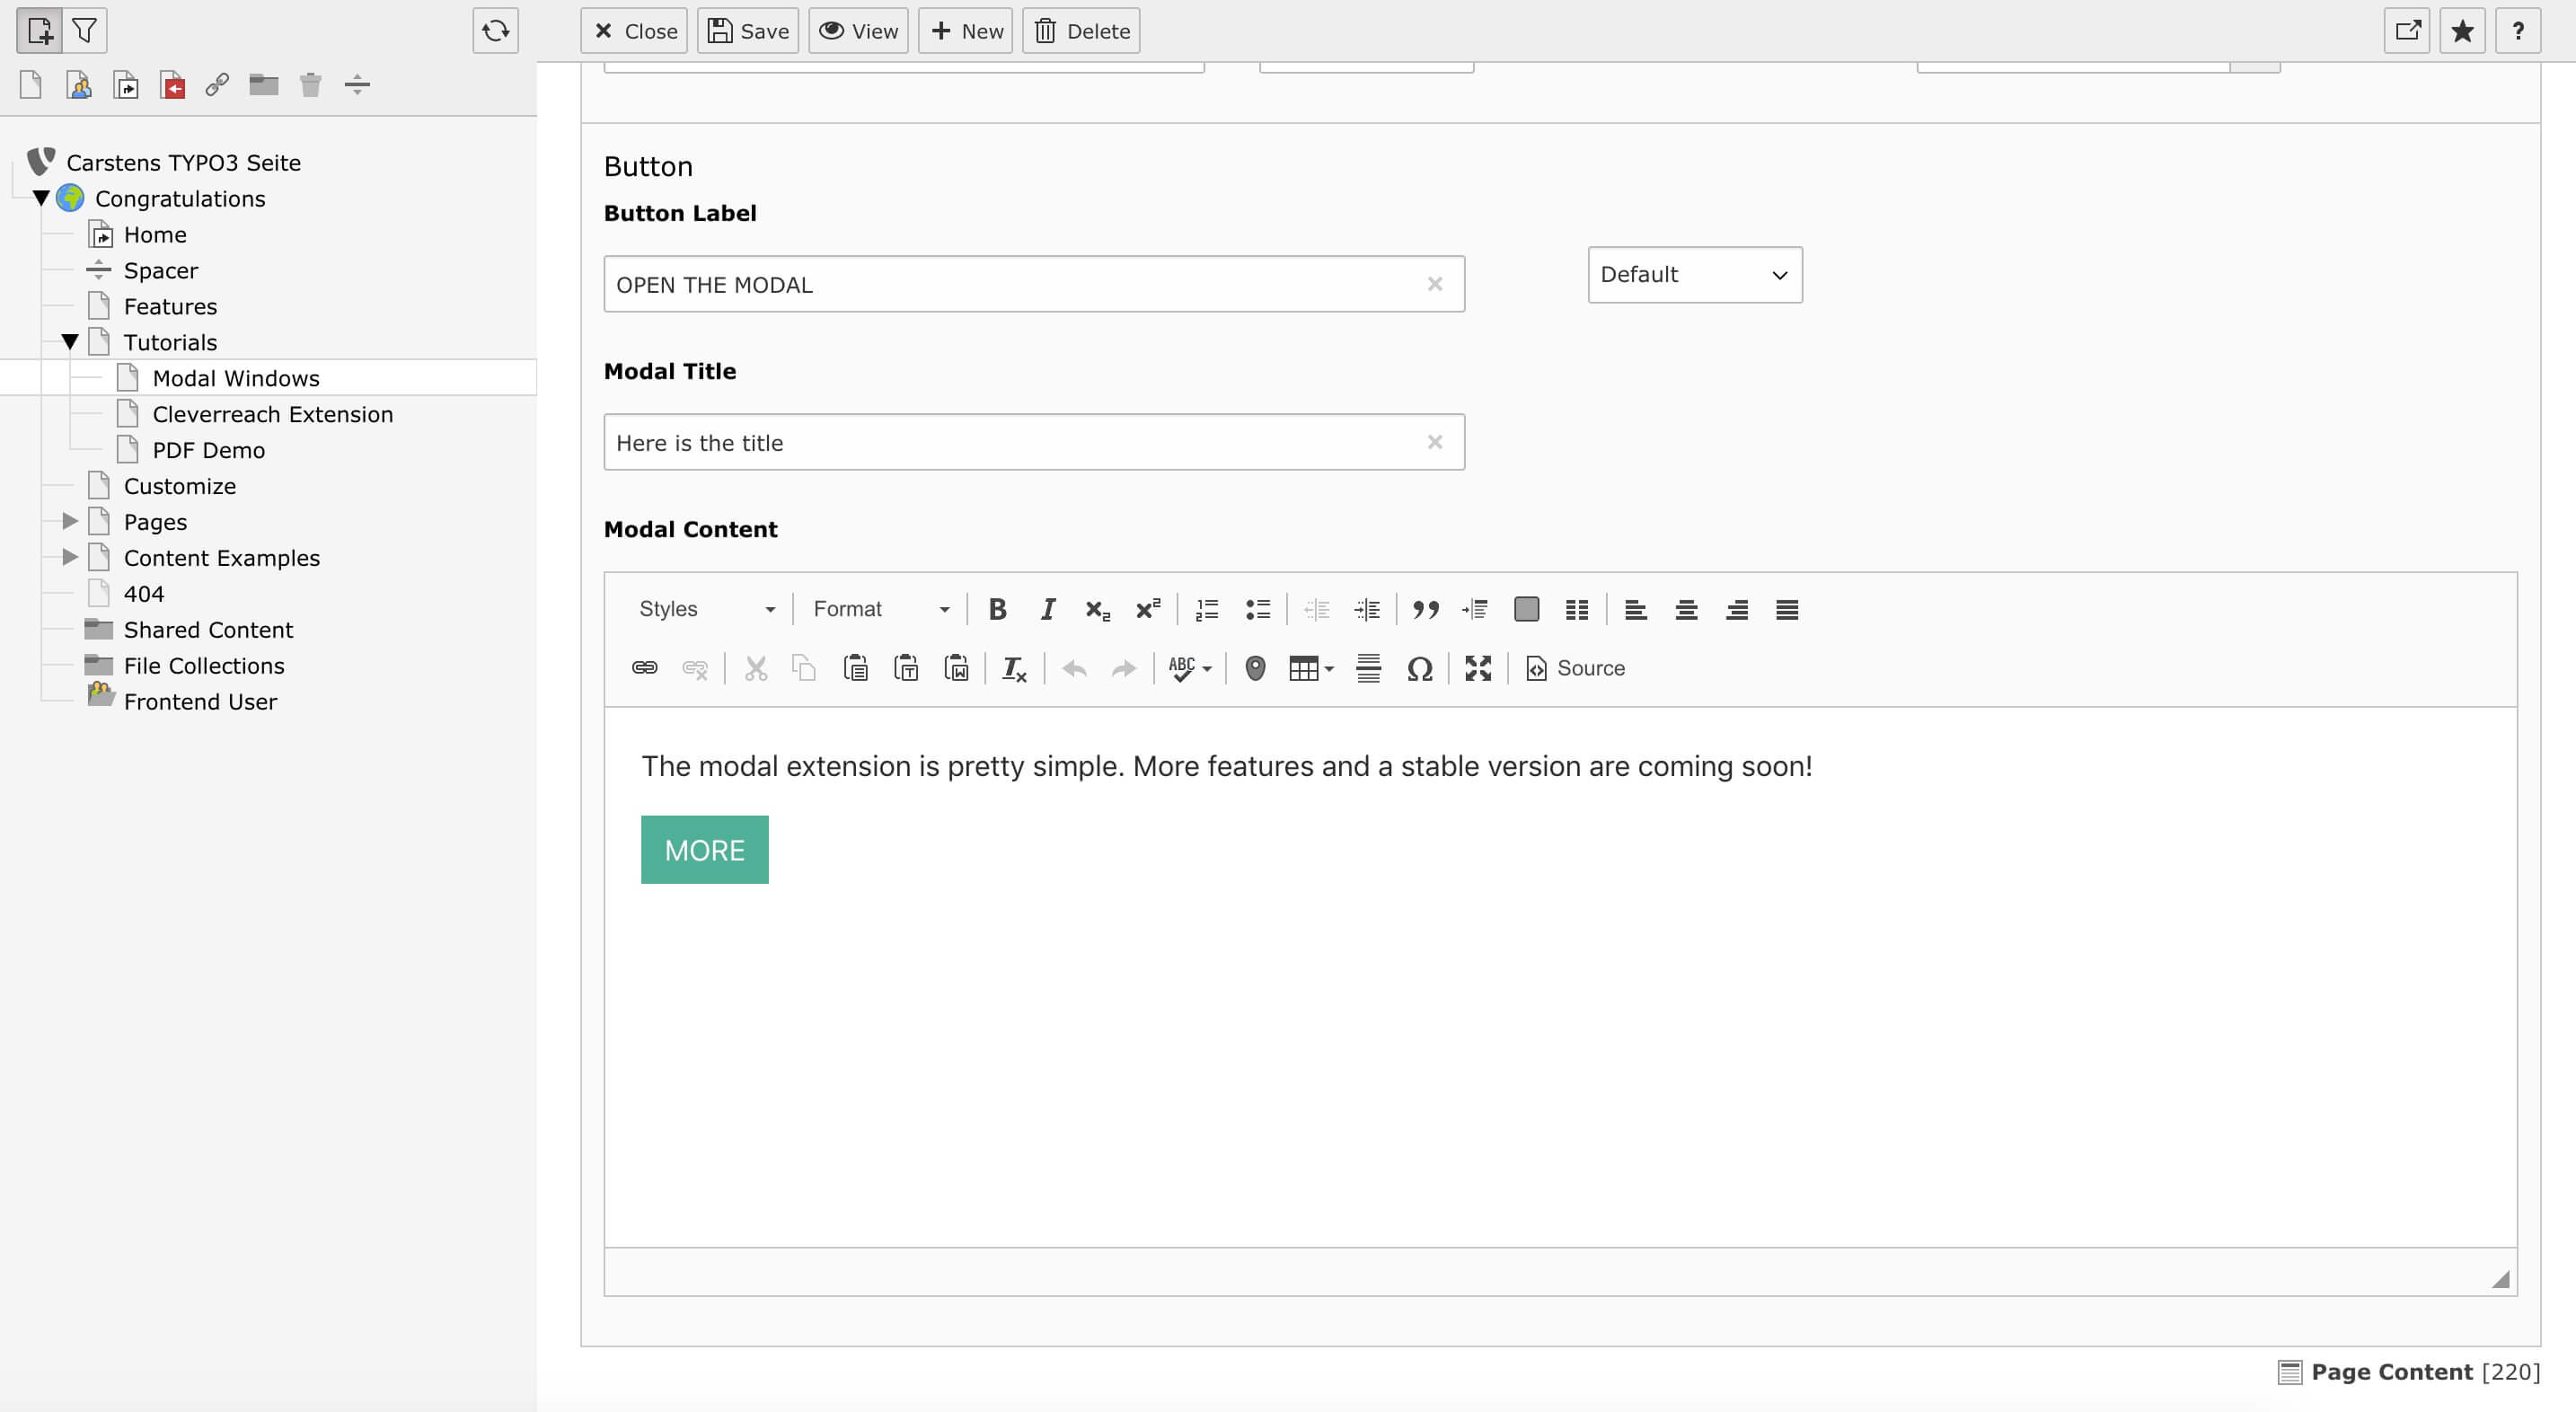 Close Save View New Delete ?
Carstens TYPO3 Seite
Congratulations
Home
Spacer
Features
Tutorials
Modal Windows
Cleverreach Extension
PDF Demo
Customize
Pages
Content Examples
404
Shared Content
File Collections
Frontend User
Button
Button Label
OPEN THE MODAL
Default
Modal Title
Here is the title
Modal Content
Styles Format
ABC Source
The modal extension is pretty simple. More features and a stable version are coming soon!
MORE
Page Content [220]